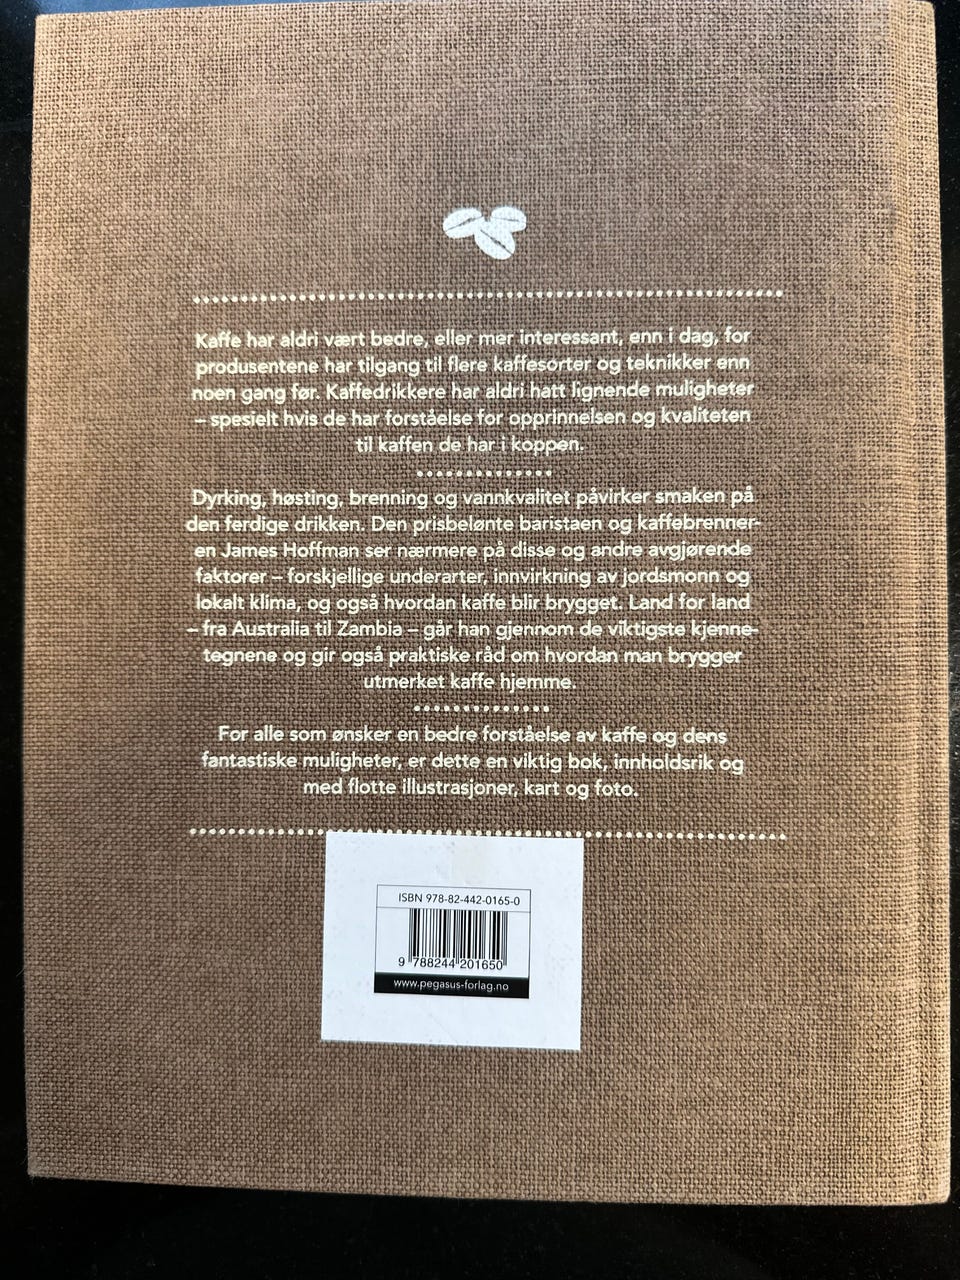 Kaffe har aldri vært bedre, eller mer interessant, enn i dag, for
produsentene har tilgang til flere kaffesorter og teknikker enn
noen gang før. Kaffedrikkere har aldri hatt lignende muligheter
– spesielt hvis de har forståelse for opprinnelsen og kvaliteten
til kaffen de har i koppen.
Dyrking, høsting, brenning og vannkvalitet påvirker smaken på
den ferdige drikken. Den prisbelønte baristaen og kaffebrenner-
en James Hoffman ser nærmere på disse og andre avgjørende
faktorer – forskjellige underarter, innvirkning av jordsmonn og
lokalt klima, og også hvordan kaffe blir brygget. Land for land
– fra Australia til Zambia – går han gjennom de viktigste kjenne-
tegnene og gir også praktiske råd om hvordan man brygger
utmerket kaffe hjemme.
For alle som ønsker en bedre forståelse av kaffe og dens
fantastiske muligheter, er dette en viktig bok, innholdsrik og
med flotte illustrasjoner, kart og foto.
ISBN 978-82-442-0165-0
9 788244 201650
www.pegasus-forlag.no